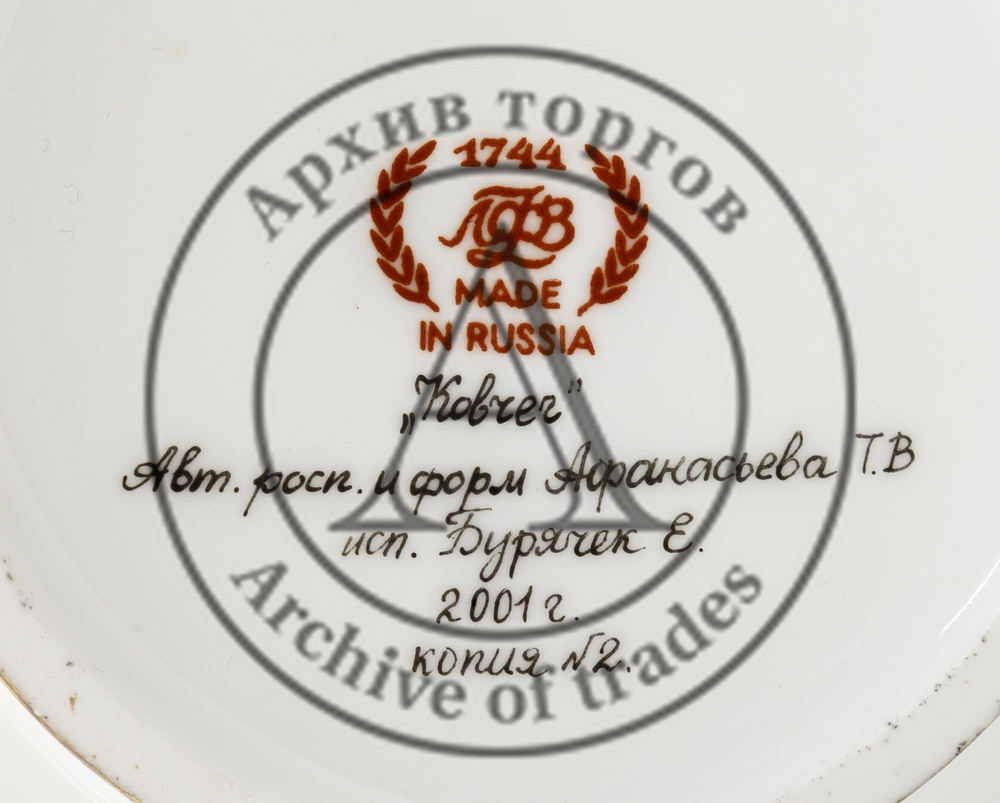 Архив торгов
1744
ЛФЗ
MADE
IN RUSSIA
„Ковчег"
Авт. росп. и форм Афанасьева Т.В
исп. Бурячек Е.
2001 г.
копия №2.
Archive of trades